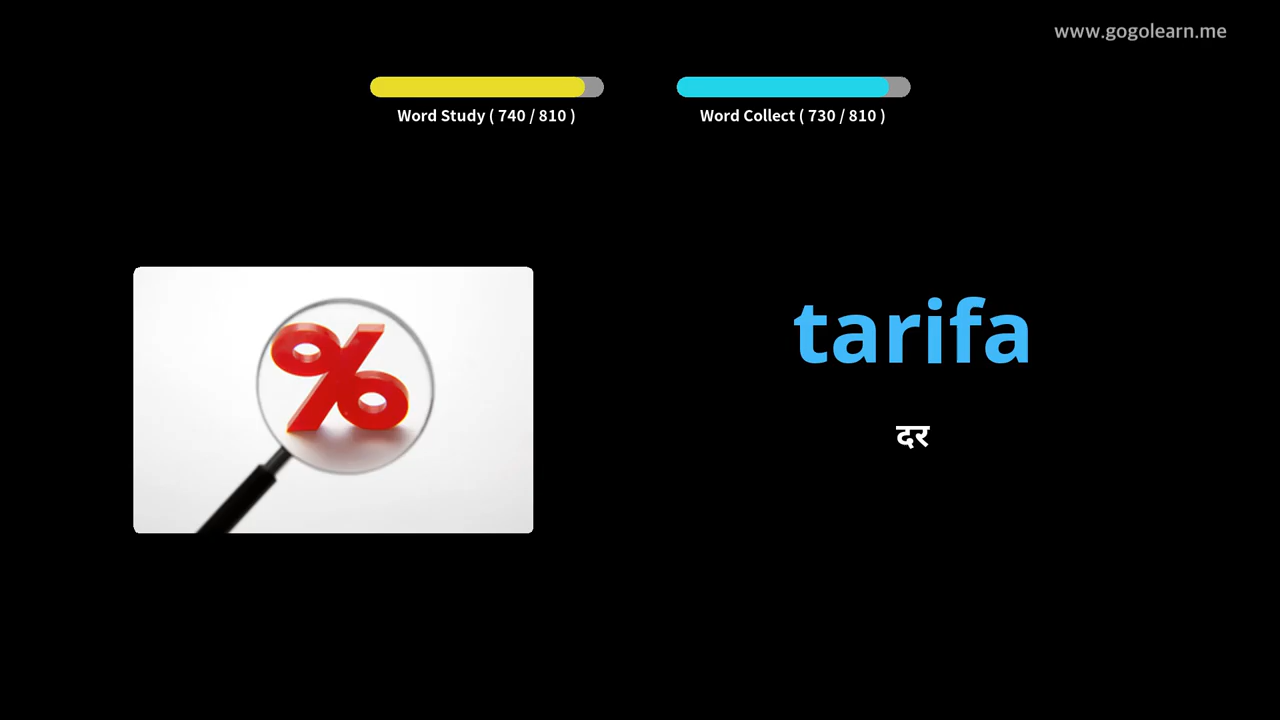 www.gogolearn.me
Word Study ( 740 / 810 )
Word Collect ( 730 / 810 )
%
tarifa
दर